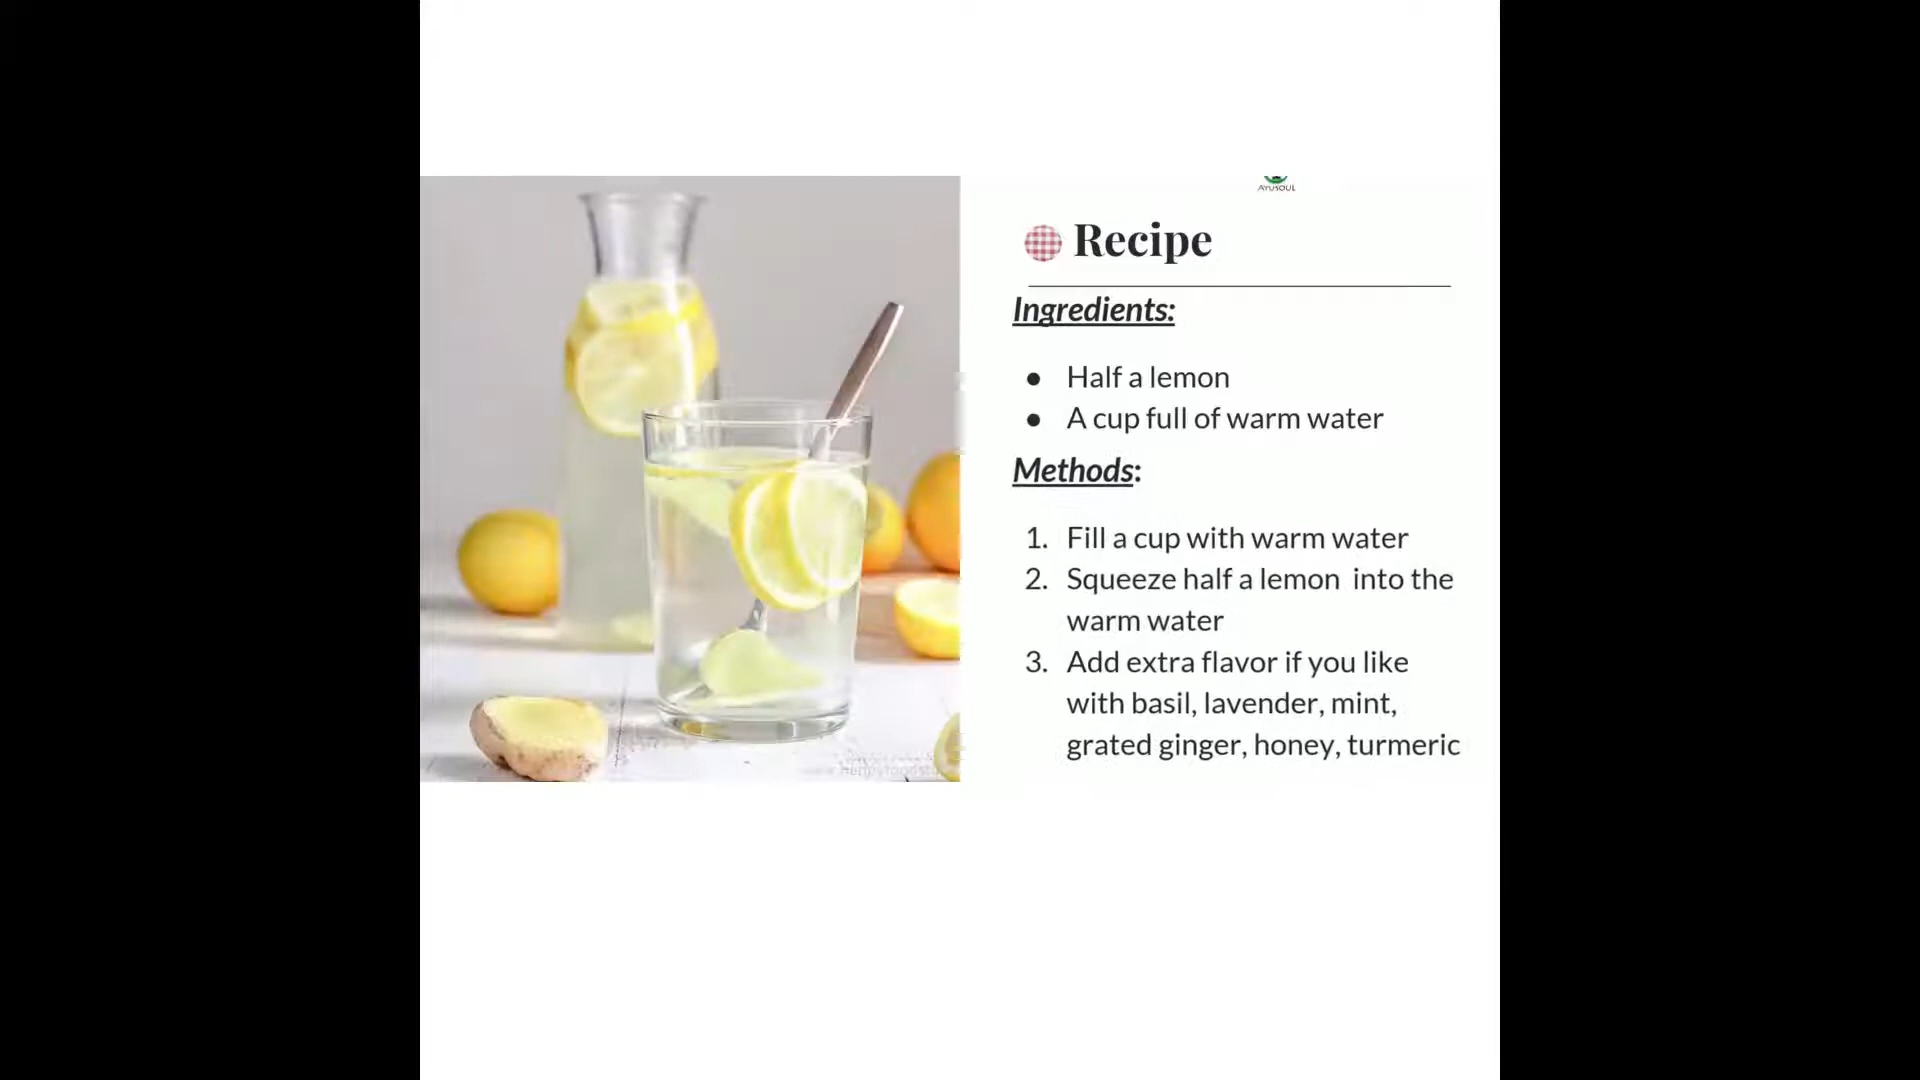 AYUSOUL
Recipe
Ingredients:
● Half a lemon
● A cup full of warm water
Methods:
1. Fill a cup with warm water
2. Squeeze half a lemon into the
warm water
3. Add extra flavor if you like
with basil, lavender, mint,
grated ginger, honey, turmeric